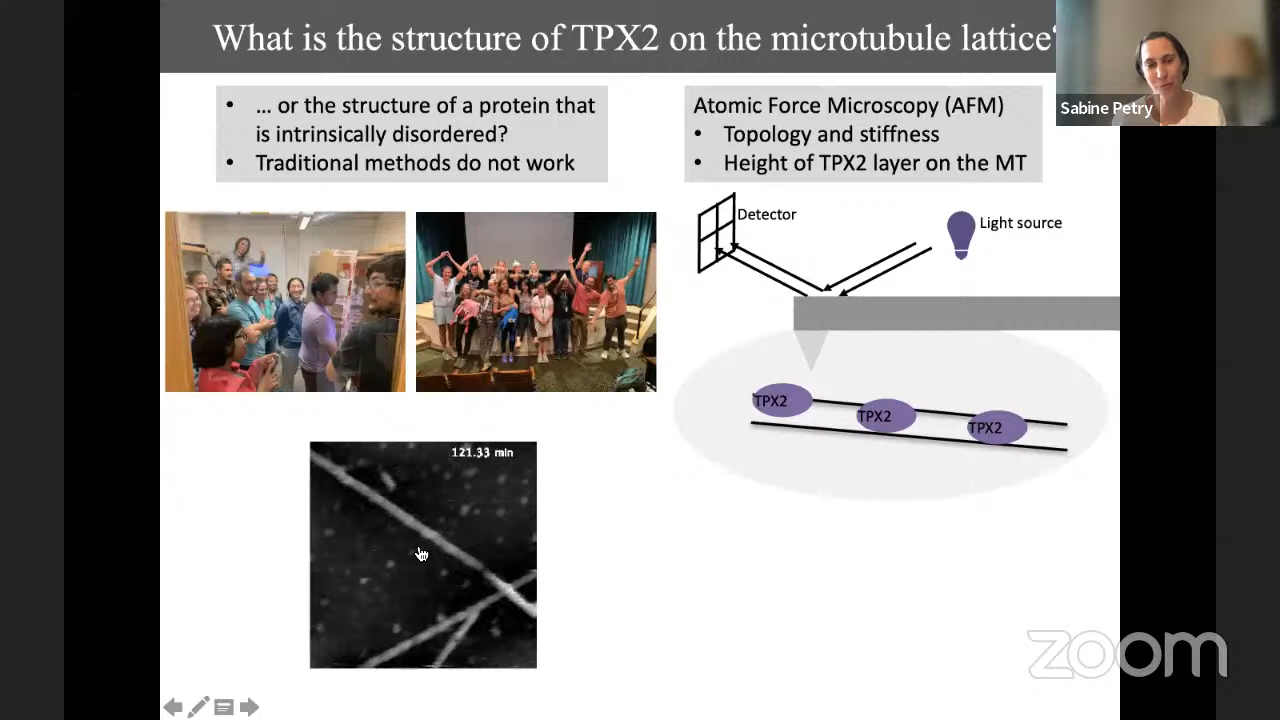 What is the structure of TPX2 on the microtubule lattice?
Sabine Petry
• … or the structure of a protein that
is intrinsically disordered?
• Traditional methods do not work
Atomic Force Microscopy (AFM)
• Topology and stiffness
• Height of TPX2 layer on the MT
Detector
Light source
TPX2
TPX2
TPX2
121.33 min
zoom